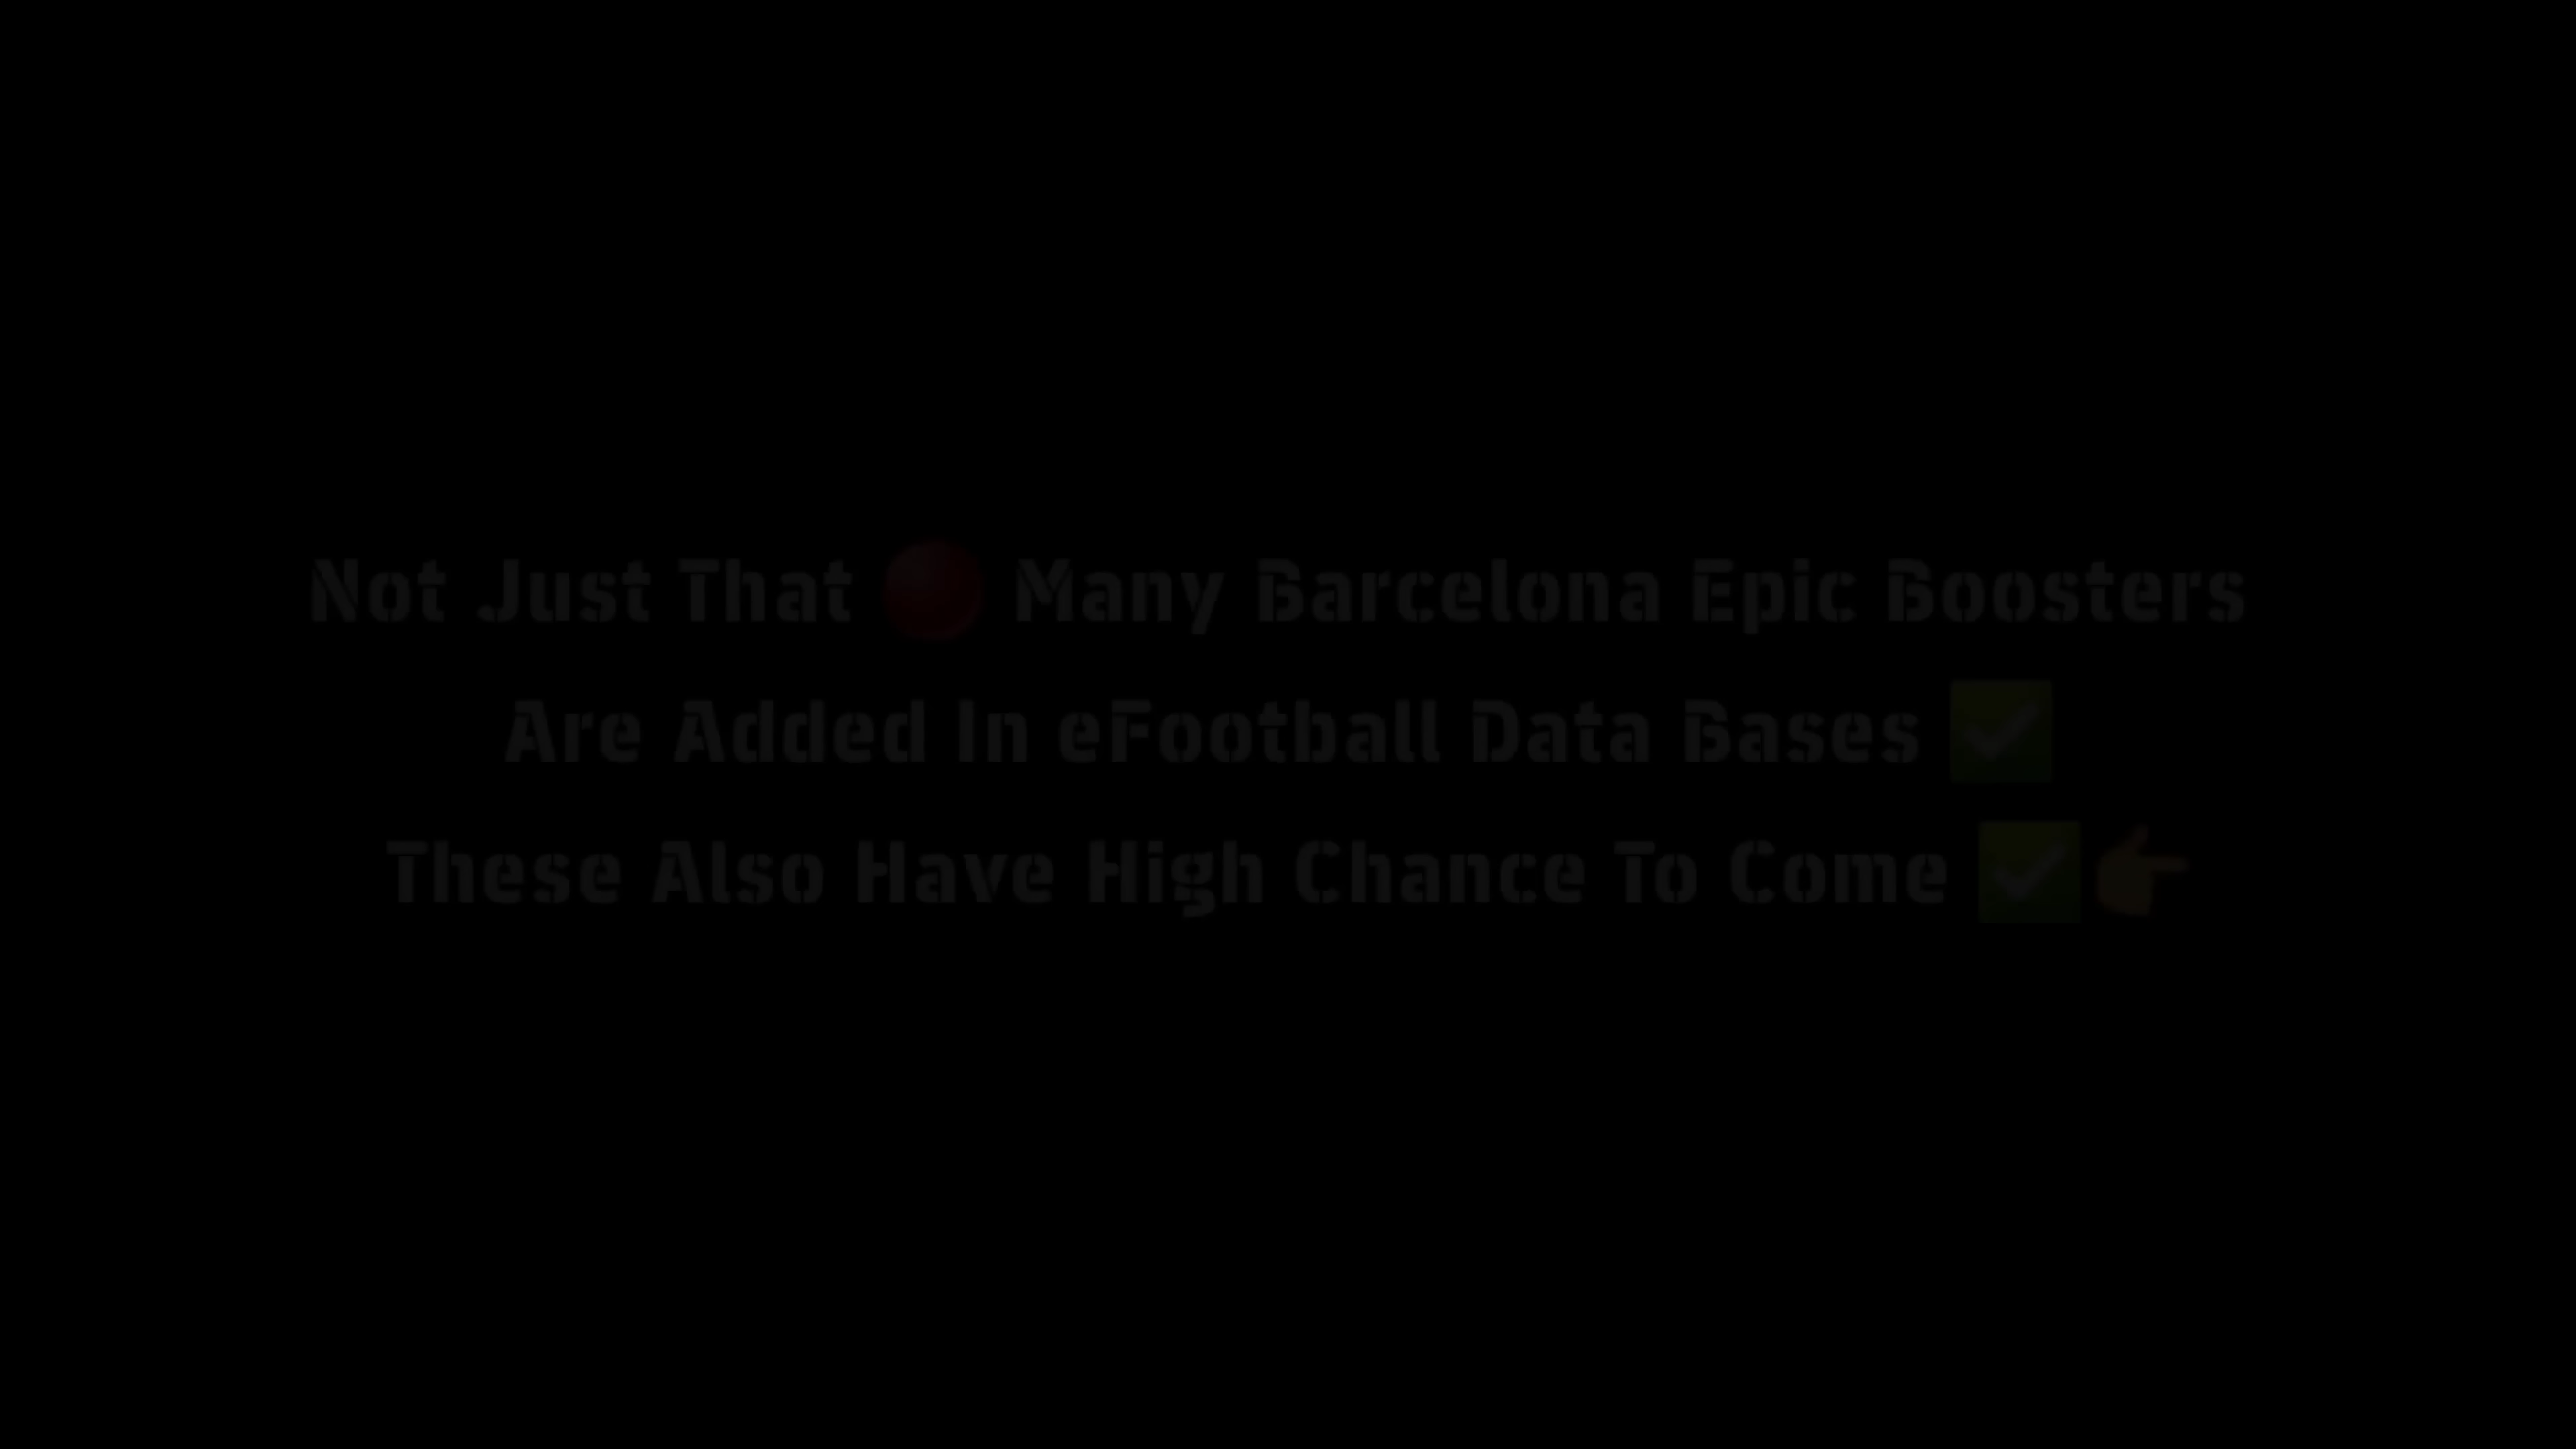 Not Just That 🔴 Many Barcelona Epic Boosters
Are Added In eFootball Data Bases ✅
These Also Have High Chance To Come ✅👉